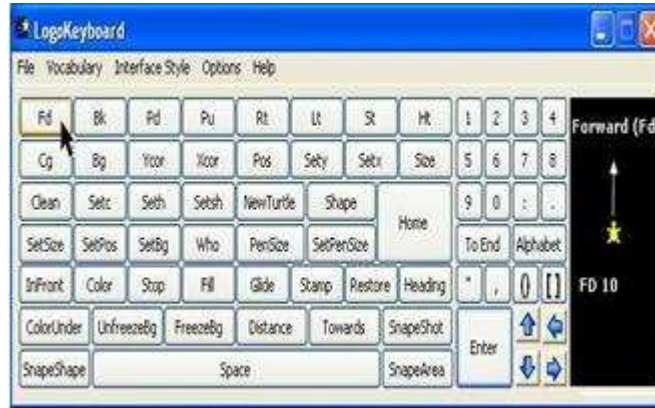 LogoKeyboard
File Vocabulary Interface Style Options Help
Fd Bk Pd Pu Rt Lt St Ht 1 2 3 4 Forward (Fd
Cg Bg Ycor Xcor Pos Sety Setx Size 5 6 7 8
Clean Setc Seth Setsh NewTurtle Shape Home 9 0 : .
SetSize SetPos SetBg Who PenSize SetPenSize To End Alphabet
InFront Color Stop Fill Glide Stamp Restore Heading " , () [] FD 10
ColorUnder UnfreezeBg FreezeBg Distance Towards SnapeShot Enter
SnapeShape Space SnapeArea